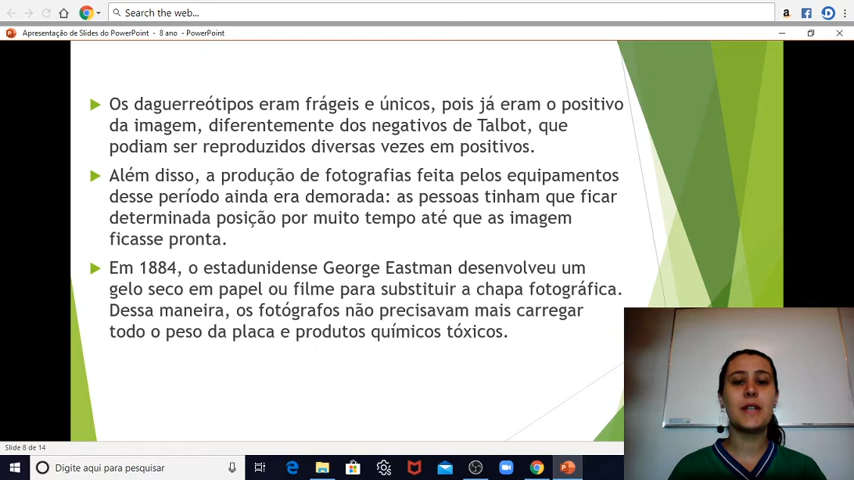 Search the web...
Apresentação de Slides do PowerPoint - 8 ano - PowerPoint
Os daguerreótipos eram frágeis e únicos, pois já eram o positivo
da imagem, diferentemente dos negativos de Talbot, que
podiam ser reproduzidos diversas vezes em positivos.
Além disso, a produção de fotografias feita pelos equipamentos
desse período ainda era demorada: as pessoas tinham que ficar
determinada posição por muito tempo até que as imagem
ficasse pronta.
Em 1884, o estadunidense George Eastman desenvolveu um
gelo seco em papel ou filme para substituir a chapa fotográfica.
Dessa maneira, os fotógrafos não precisavam mais carregar
todo o peso da placa e produtos químicos tóxicos.
Slide 8 de 14
Digite aqui para pesquisar